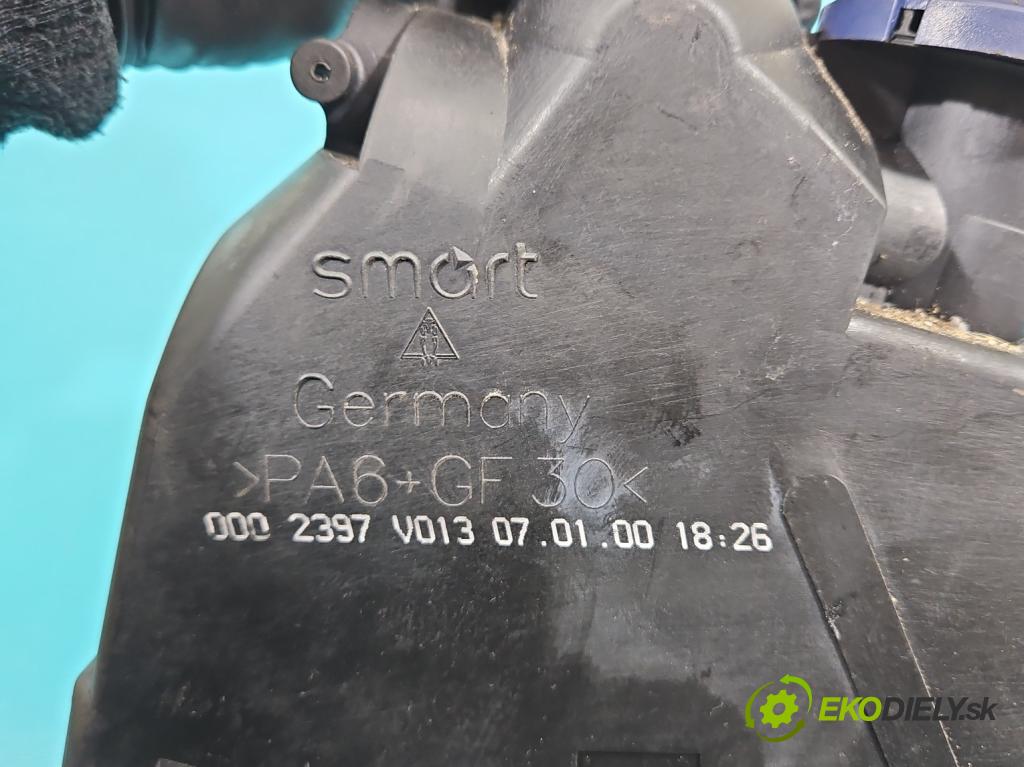 smart
Germany
>PA6+GF 30<
000 2397 V013 07.01.00 18:26
EKODIELY.sk